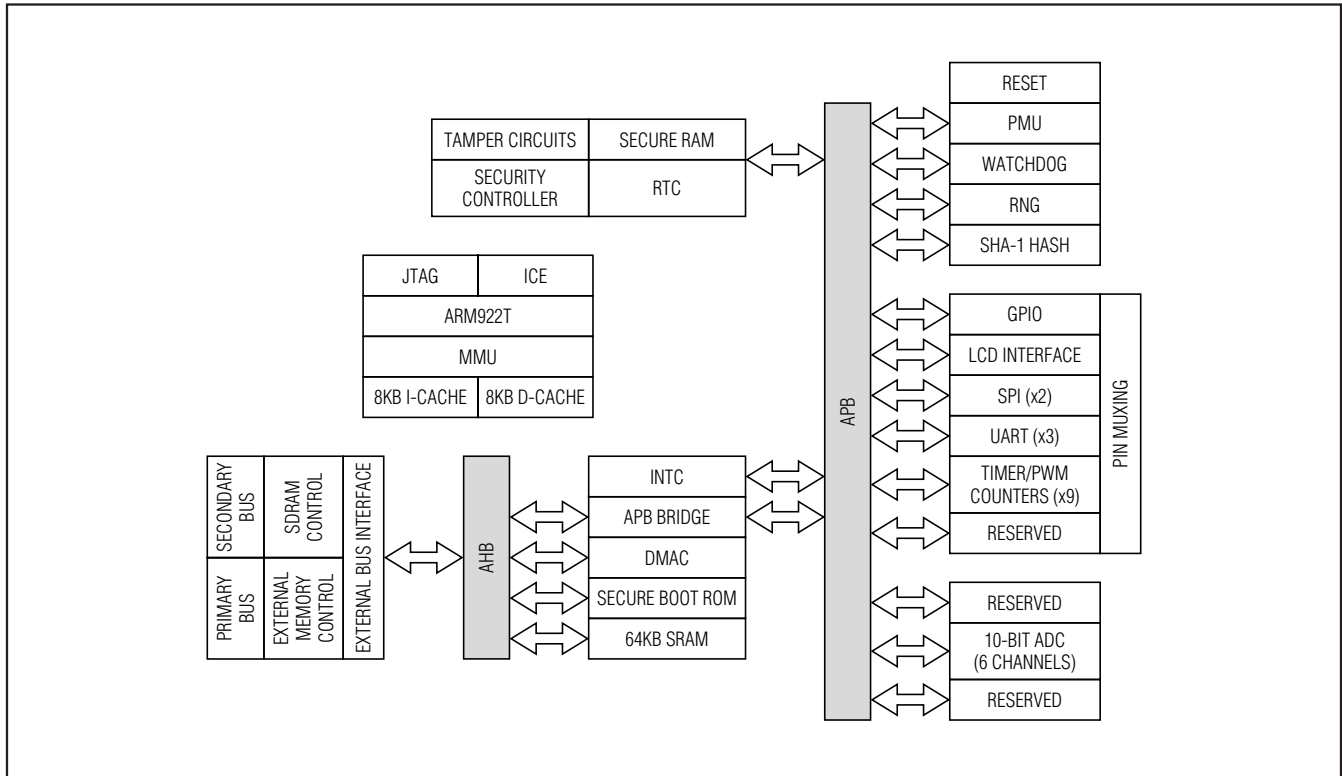 TAMPER CIRCUITS
SECURE RAM
SECURITY
CONTROLLER
RTC
JTAG
ICE
ARM922T
MMU
8KB I-CACHE
8KB D-CACHE
SECONDARY
BUS
SDRAM
CONTROL
PRIMARY
BUS
EXTERNAL
MEMORY
CONTROL
EXTERNAL BUS INTERFACE
AHB
INTC
APB BRIDGE
DMAC
SECURE BOOT ROM
64KB SRAM
APB
RESET
PMU
WATCHDOG
RNG
SHA-1 HASH
GPIO
LCD INTERFACE
SPI (x2)
UART (x3)
TIMER/PWM
COUNTERS (x9)
RESERVED
PIN MUXING
RESERVED
10-BIT ADC
(6 CHANNELS)
RESERVED